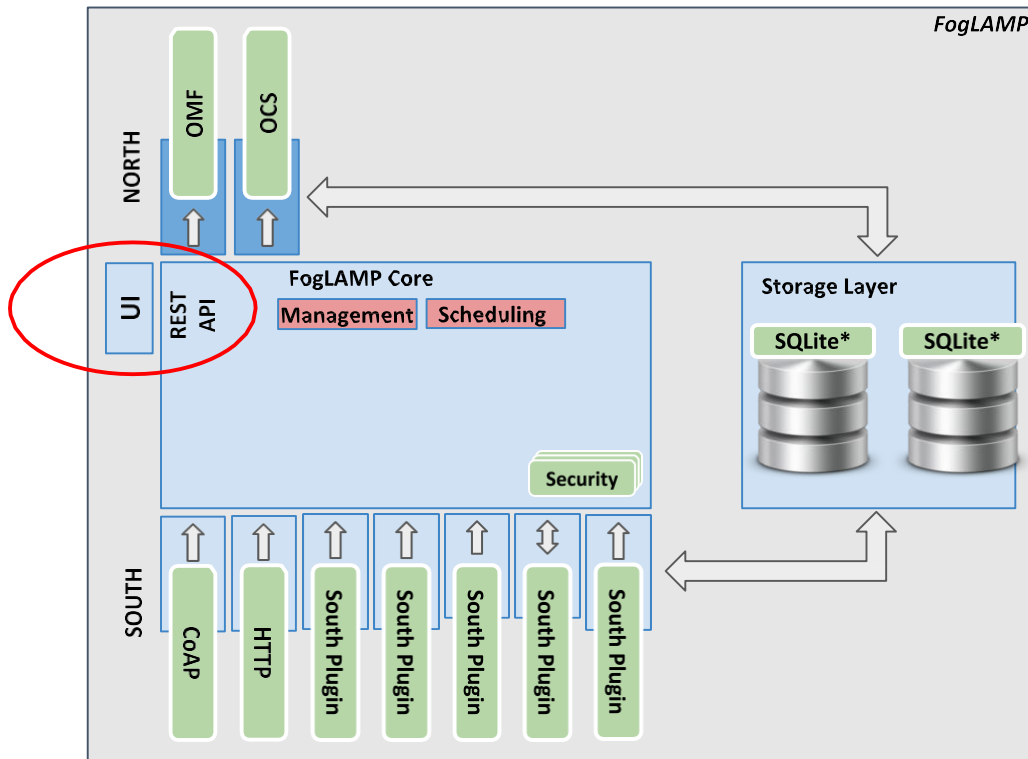 FogLAMP
NORTH
OMF
OCS
UI
REST
API
FogLAMP Core
Management
Scheduling
Security
Storage Layer
SQLite*
SQLite*
SOUTH
CoAP
HTTP
South Plugin
South Plugin
South Plugin
South Plugin
South Plugin